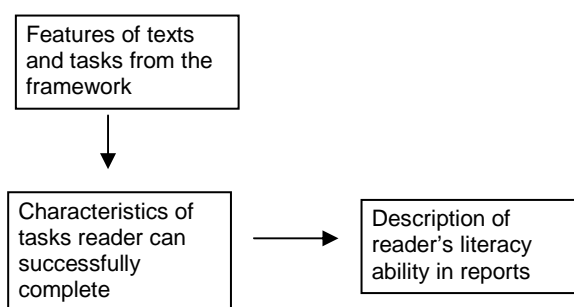 Features of texts
and tasks from the
framework
Characteristics of
tasks reader can
successfully
complete
Description of
reader's literacy
ability in reports